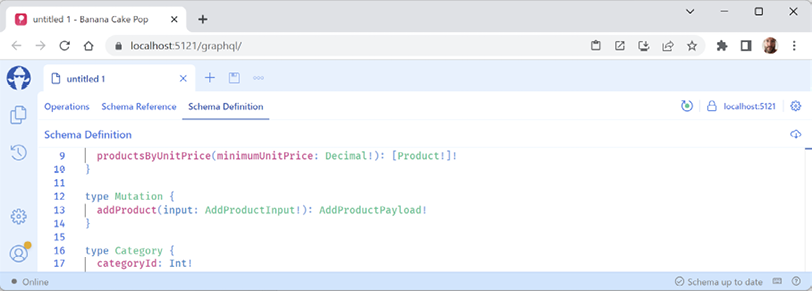 untitled 1 - Banana Cake Pop
localhost:5121/graphql/
untitled 1
Operations Schema Reference Schema Definition localhost:5121
Schema Definition
9 productsByUnitPrice(minimumUnitPrice: Decimal!): [Product!]!
10 }
11
12 type Mutation {
13 addProduct(input: AddProductInput!): AddProductPayload!
14 }
15
16 type Category {
17 categoryId: Int!
Online Schema up to date